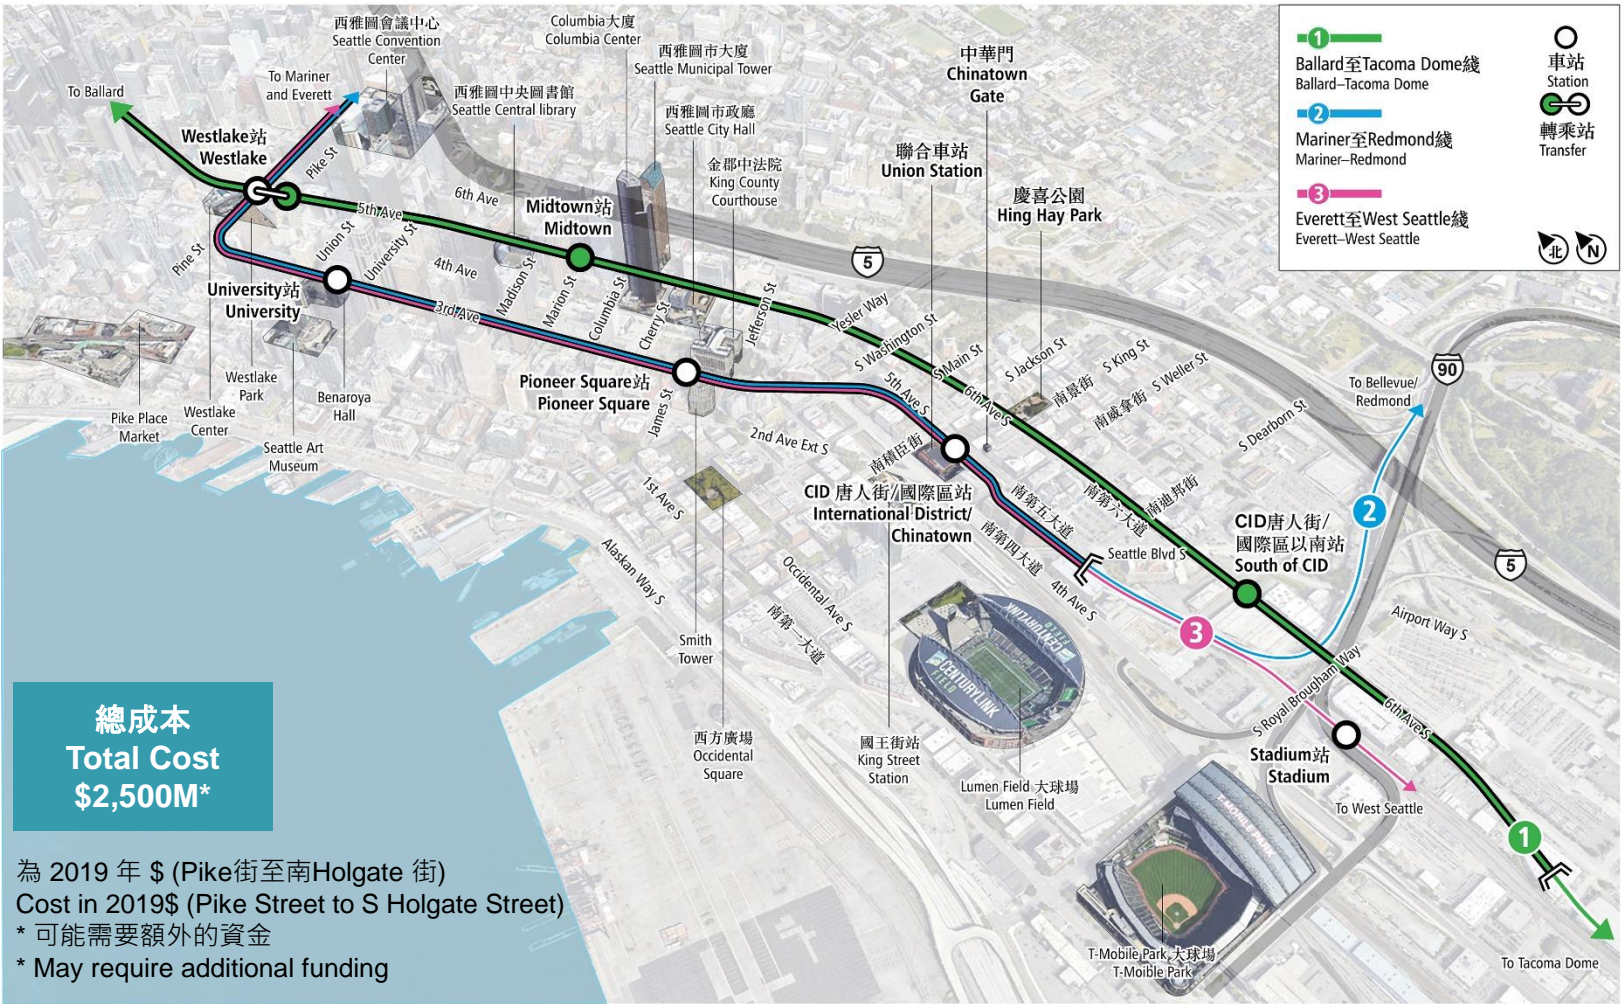 西雅圖會議中心
Seattle Convention
Center
Columbia大廈
Columbia Center
西雅圖市大廈
Seattle Municipal Tower
中華門
Chinatown
Gate
To Ballard
To Mariner
and Everett
西雅圖中央圖書館
Seattle Central library
西雅圖市政廳
Seattle City Hall
金郡中法院
King County
Courthouse
聯合車站
Union Station
慶喜公園
Hing Hay Park
1
Ballard至Tacoma Dome綫
Ballard–Tacoma Dome
2
Mariner至Redmond綫
Mariner–Redmond
3
Everett至West Seattle綫
Everett–West Seattle
車站
Station
轉乘站
Transfer
北
N
Westlake站
Westlake
Pike St
5th Ave
6th Ave
Midtown站
Midtown
Pine St
Union St
University St
4th Ave
University站
University
3rd Ave
Madison St
Marion St
Columbia St
Cherry St
Jefferson St
Yesler Way
S Washington St
S Main St
S Jackson St
S King St
S Weller St
5
90
5
5th Ave S
6th Ave S
南景街
南威拿街
S Dearborn St
To Bellevue/
Redmond
Pioneer Square站
Pioneer Square
James St
2nd Ave Ext S
南積臣街
Pike Place
Market
Westlake
Center
Westlake
Park
Seattle Art
Museum
Benaroya
Hall
CID 唐人街/國際區站
International District/
Chinatown
南第五大道
南第六大道
南迪邦街
南第四大道
Seattle Blvd S
4th Ave S
CID唐人街/
國際區以南站
South of CID
2
3
1st Ave S
Alaskan Way S
Occidental Ave S
南第一大道
Smith
Tower
CENTURYLINK
FIELD
CENTURYLINK
FIELD
Airport Way S
S Royal Brougham Way
6th Ave S
Stadium站
Stadium
To West Seattle
西方廣場
Occidental
Square
國王街站
King Street
Station
Lumen Field 大球場
Lumen Field
T-MOBILE PARK
T-Mobile Park 大球場
T-Moible Park
1
To Tacoma Dome
總成本
Total Cost
$2,500M*
為 2019 年 $ (Pike街至南Holgate 街)
Cost in 2019$ (Pike Street to S Holgate Street)
* 可能需要額外的資金
* May require additional funding